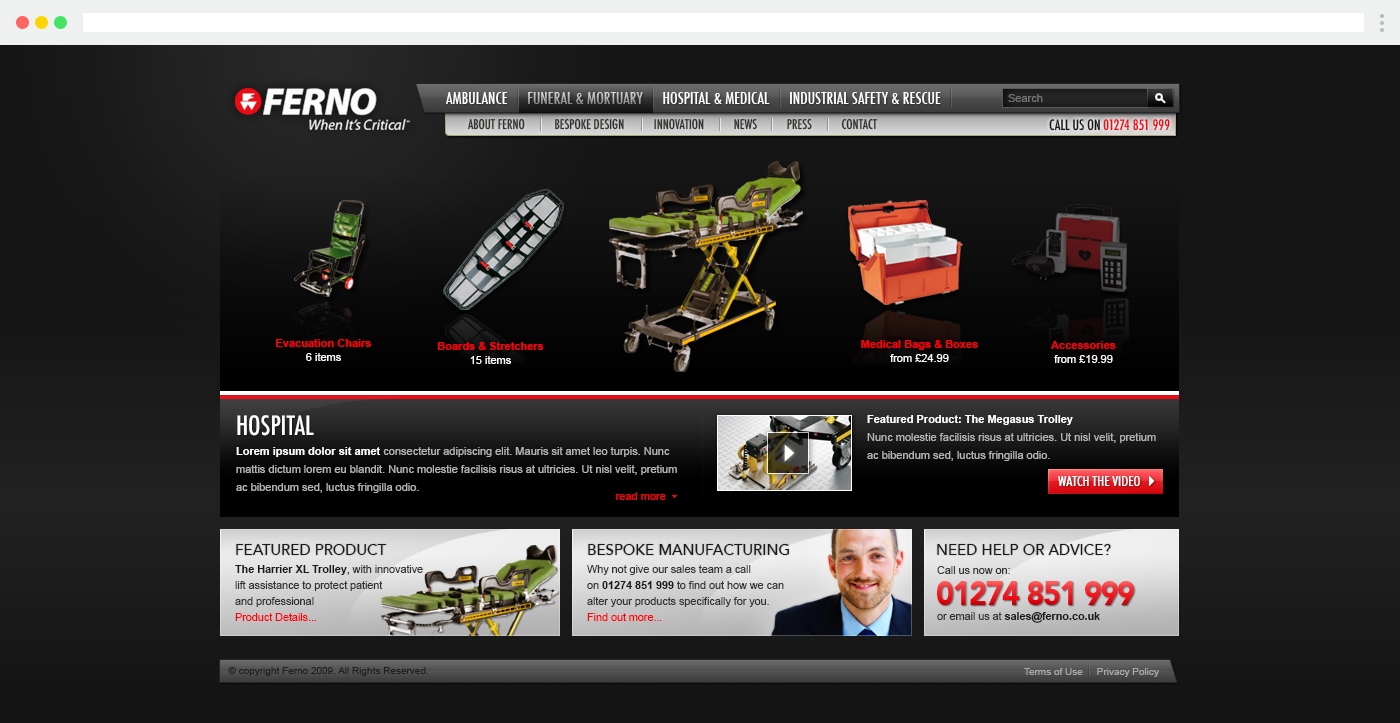 FERNO
When It's Critical™
AMBULANCE FUNERAL & MORTUARY HOSPITAL & MEDICAL INDUSTRIAL SAFETY & RESCUE Search
ABOUT FERNO BESPOKE DESIGN INNOVATION NEWS PRESS CONTACT CALL US ON 01274 851 999
Evacuation Chairs
6 items
Boards & Stretchers
15 items
Medical Bags & Boxes
from £24.99
Accessories
from £19.99
HOSPITAL
Lorem ipsum dolor sit amet consectetur adipiscing elit. Mauris sit amet leo turpis. Nunc
mattis dictum lorem eu blandit. Nunc molestie facilisis risus at ultricies. Ut nisl velit, pretium
ac bibendum sed, luctus fringilla odio.
read more
Featured Product: The Megasus Trolley
Nunc molestie facilisis risus at ultricies. Ut nisl velit, pretium
ac bibendum sed, luctus fringilla odio.
WATCH THE VIDEO
FEATURED PRODUCT
The Harrier XL Trolley, with innovative
lift assistance to protect patient
and professional
Product Details...
BESPOKE MANUFACTURING
Why not give our sales team a call
on 01274 851 999 to find out how we can
alter your products specifically for you.
Find out more...
NEED HELP OR ADVICE?
Call us now on:
01274 851 999
or email us at sales@ferno.co.uk
© copyright Ferno 2009. All Rights Reserved.
Terms of Use Privacy Policy